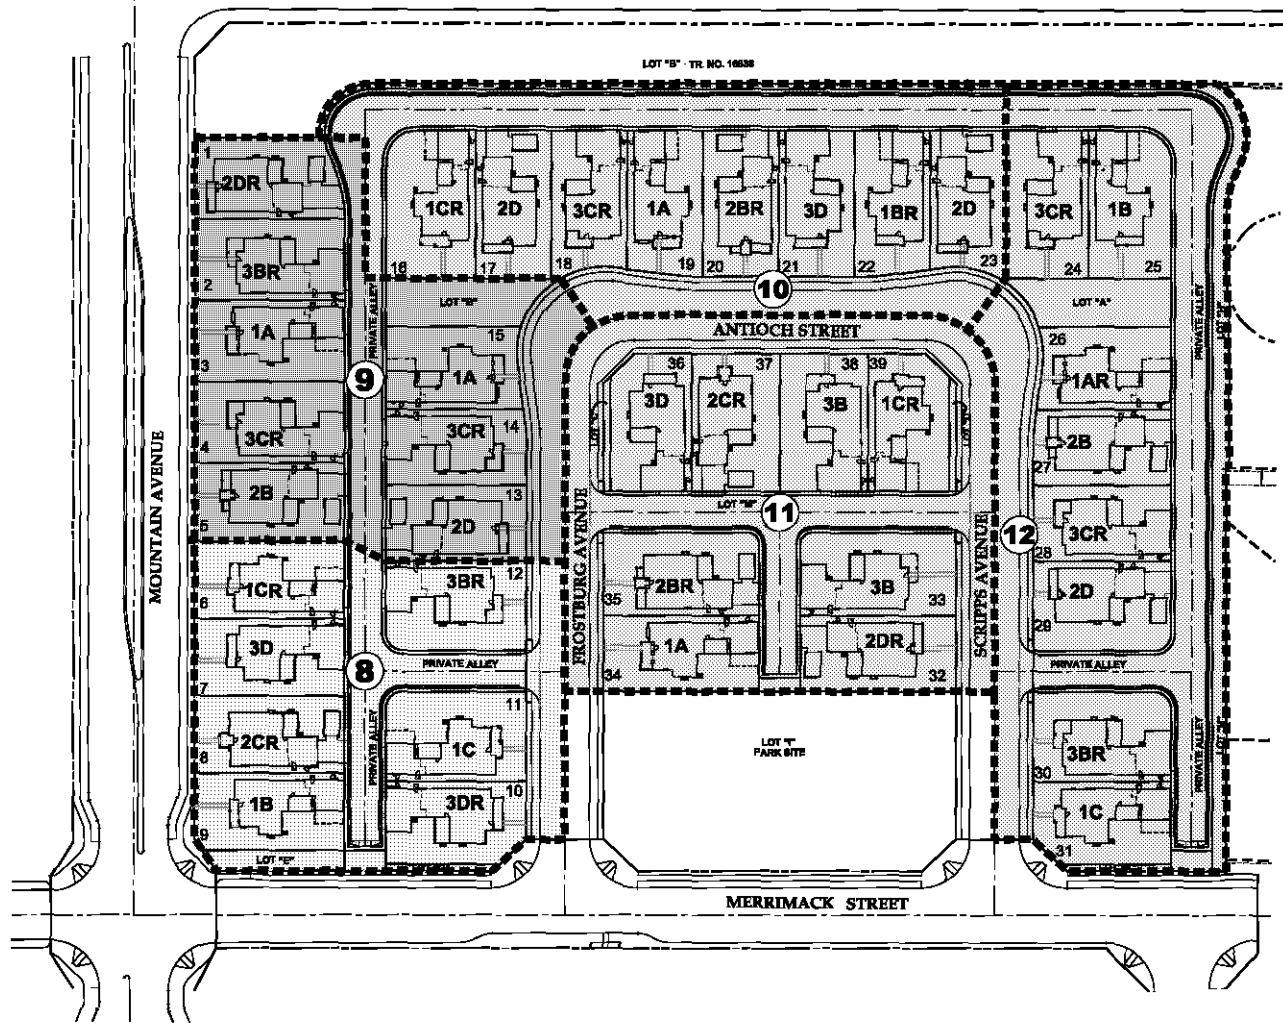 LOT "B" - TR. NO. 16638
1
2DR
2
3BR
3
1A
4
3CR
5
2B
6
1CR
7
3D
8
2CR
9
1B
LOT "E"
MOUNTAIN AVENUE
PRIVATE ALLEY
9
8
PRIVATE ALLEY
16
1CR
17
2D
18
3CR
19
1A
20
2BR
21
3D
22
1BR
23
2D
24
3CR
25
1B
10
LOT "A"
ANTIOCH STREET
15
1A
14
3CR
13
2D
12
3BR
PRIVATE ALLEY
11
1C
10
3DR
FROSTBURG AVENUE
36
3D
37
2CR
38
3B
39
1CR
LOT "M"
11
35
2BR
34
1A
33
3B
32
2DR
SCRIPPS AVENUE
12
26
1AR
27
2B
28
3CR
29
2D
PRIVATE ALLEY
PRIVATE ALLEY
30
3BR
31
1C
PRIVATE ALLEY
PARK SITE
MERRIMACK STREET